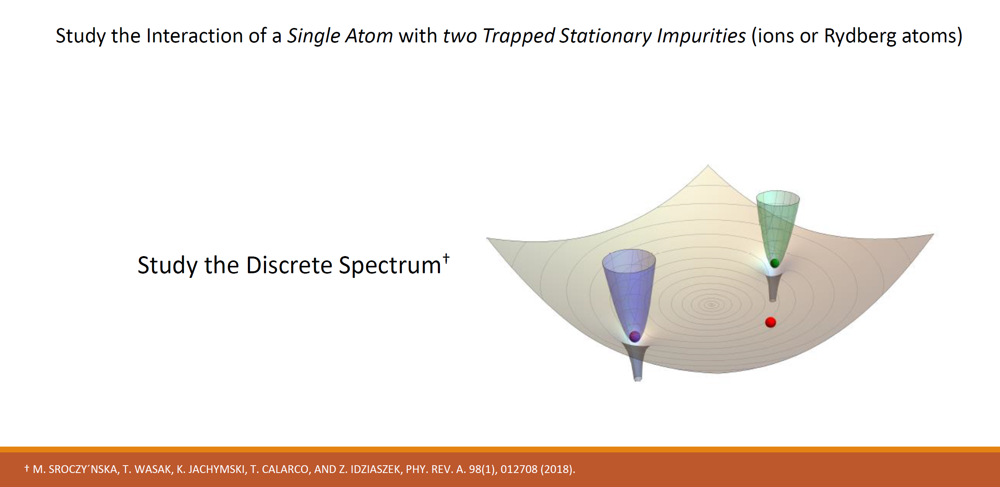 Study the Interaction of a Single Atom with two Trapped Stationary Impurities (ions or Rydberg atoms)
Study the Discrete Spectrum†
† M. SROCZY´NSKA, T. WASAK, K. JACHYMSKI, T. CALARCO, AND Z. IDZIASZEK, PHY. REV. A. 98(1), 012708 (2018).